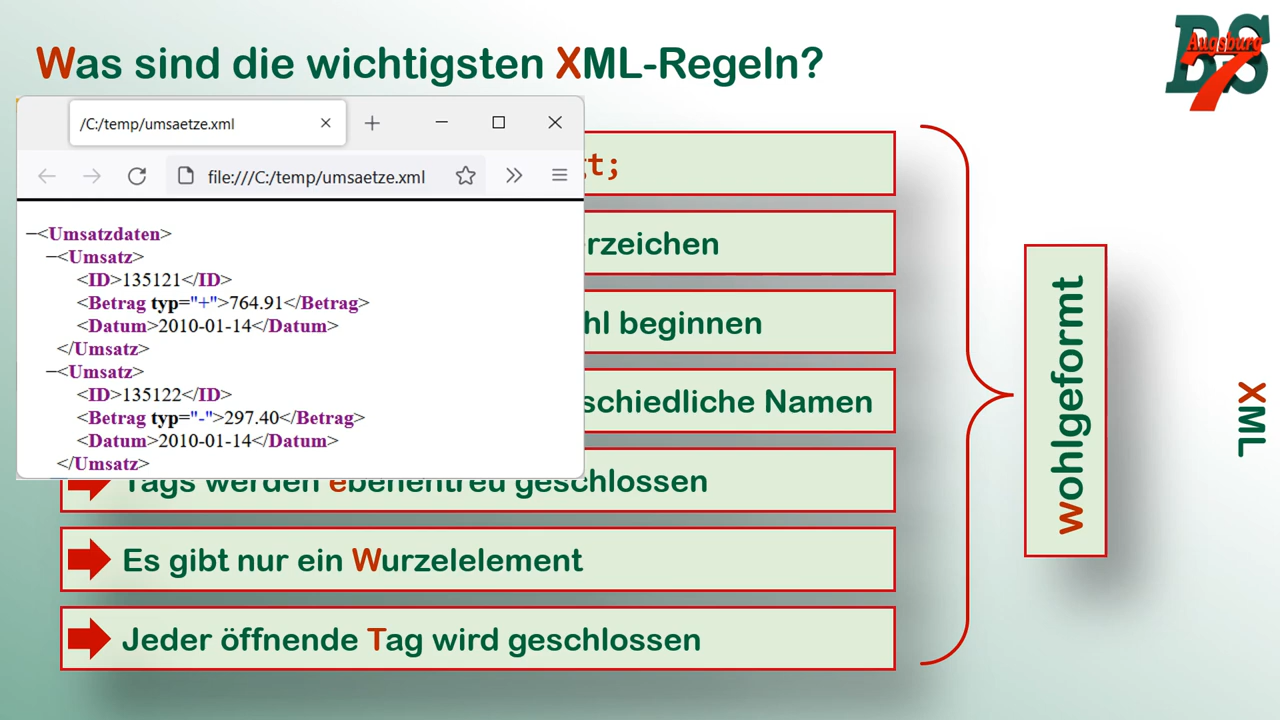 Was sind die wichtigsten XML-Regeln?
BS
Augsburg
7
/C:/temp/umsaetze.xml
file:///C:/temp/umsaetze.xml
−<Umsatzdaten>
−<Umsatz>
<ID>135121</ID>
<Betrag typ="+">764.91</Betrag>
<Datum>2010-01-14</Datum>
</Umsatz>
−<Umsatz>
<ID>135122</ID>
<Betrag typ="-">297.40</Betrag>
<Datum>2010-01-14</Datum>
</Umsatz>
t;
erzeichen
hl beginnen
schiedliche Namen
Tags werden ebenentreu geschlossen
Es gibt nur ein Wurzelelement
Jeder öffnende Tag wird geschlossen
wohlgeformt
XML